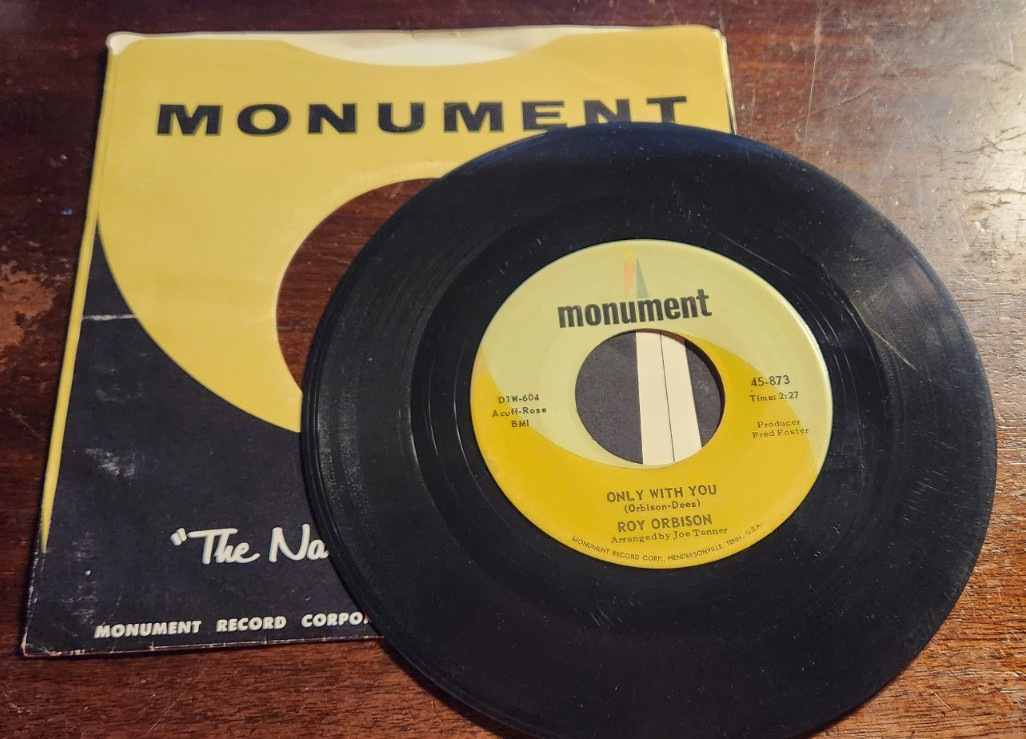 MONUMENT
"The Na
MONUMENT RECORD CORPO
monument
D1W-604
Acuff-Rose
BMI
45-873
Time: 2:27
Producer
Fred Foster
ONLY WITH YOU
(Orbison-Dees)
ROY ORBISON
Arranged by Joe Tanner
MONUMENT RECORD CORP., HENDERSONVILLE, TENN., U.S.A.